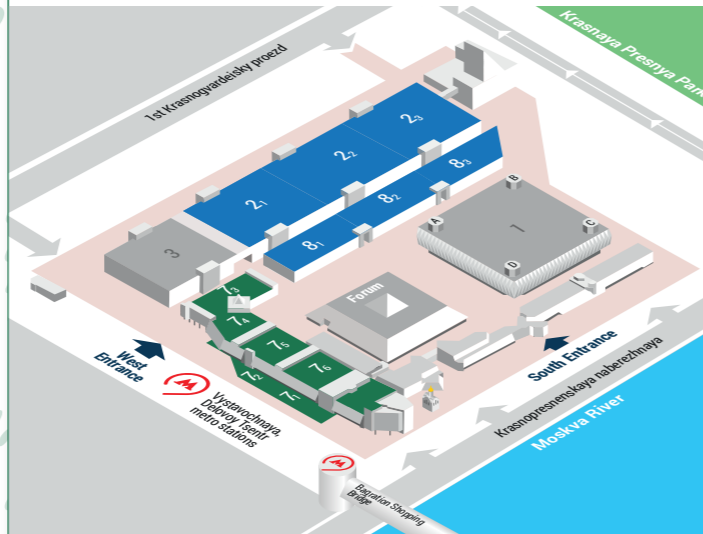 Krasnaya Presnya
1st Krasnogvardeisky proezd
2₃
2₂
2₁
8₃
8₂
8₁
3
B
A
1
C
D
Forum
7₃
7₄
7₅
7₆
7₂
7₁
West
Entrance
South Entrance
Vystavochnaya,
Delovoy Tsentr
metro stations
Krasnopresnenskaya naberezhnaya
Moskva River
Bagration Shopping
Bridge